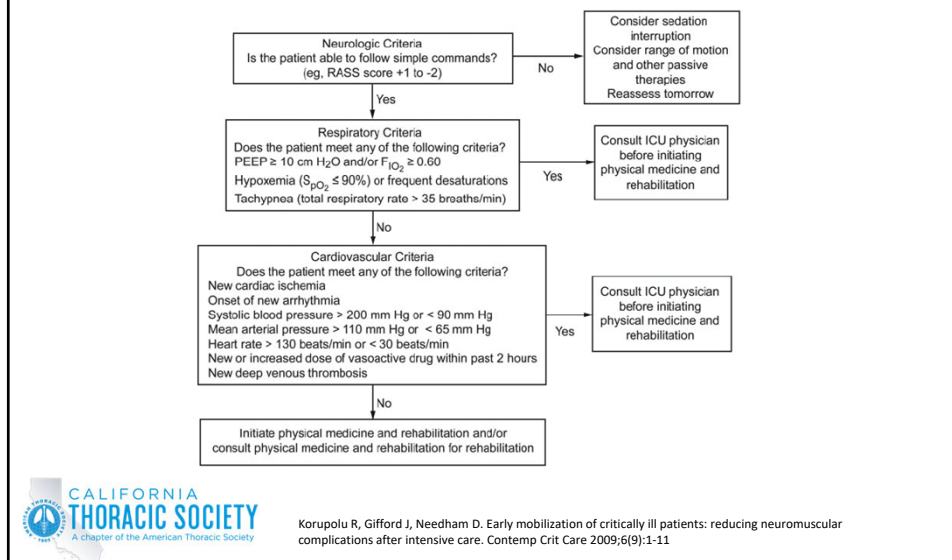 Neurologic Criteria
Is the patient able to follow simple commands?
(eg, RASS score +1 to -2)
No
Consider sedation
interruption
Consider range of motion
and other passive
therapies
Reassess tomorrow
Yes
Respiratory Criteria
Does the patient meet any of the following criteria?
PEEP ≥ 10 cm H2O and/or FIO2 ≥ 0.60
Hypoxemia (SpO2 ≤ 90%) or frequent desaturations
Tachypnea (total respiratory rate > 35 breaths/min)
Yes
Consult ICU physician
before initiating
physical medicine and
rehabilitation
No
Cardiovascular Criteria
Does the patient meet any of the following criteria?
New cardiac ischemia
Onset of new arrhythmia
Systolic blood pressure > 200 mm Hg or < 90 mm Hg
Mean arterial pressure > 110 mm Hg or < 65 mm Hg
Heart rate > 130 beats/min or < 30 beats/min
New or increased dose of vasoactive drug within past 2 hours
New deep venous thrombosis
Yes
Consult ICU physician
before initiating
physical medicine and
rehabilitation
No
Initiate physical medicine and rehabilitation and/or
consult physical medicine and rehabilitation for rehabilitation
CALIFORNIA
THORACIC SOCIETY
A chapter of the American Thoracic Society
Korupolu R, Gifford J, Needham D. Early mobilization of critically ill patients: reducing neuromuscular
complications after intensive care. Contemp Crit Care 2009;6(9):1-11